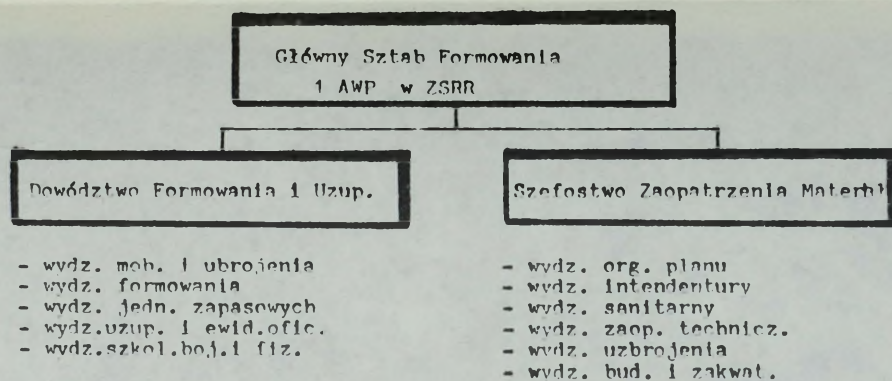 Główny Sztab Formowania
1 AWP w ZSRR
Dowództwo Formowania i Uzup.
Szefostwo Zaopatrzenia Materiał
- wydz. mob. i ubrojenia
- wydz. formowania
- wydz. jedn. zapasowych
- wydz.uzup. i ewid.ofic.
- wydz.szkol.boj.i fiz.
- wydz. org. planu
- wydz. intendentury
- wydz. sanitarny
- wydz. zaop. technicz.
- wydz. uzbrojenia
- wydz. bud. i zakwat.